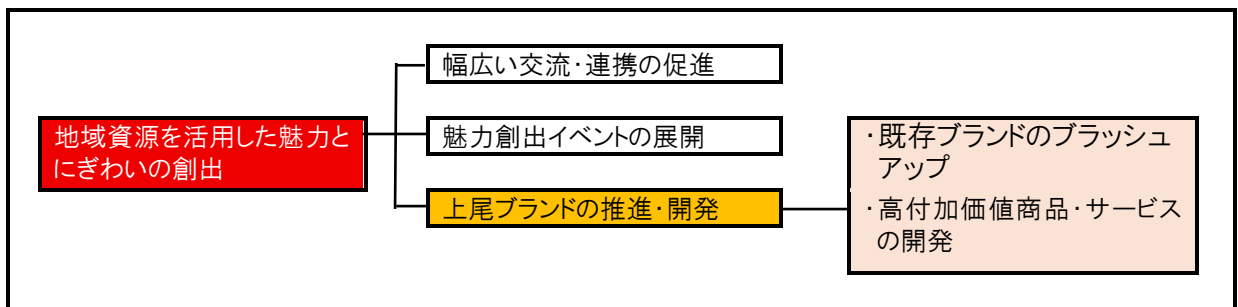 幅広い交流・連携の促進
地域資源を活用した魅力と
にぎわいの創出
魅力創出イベントの展開
上尾ブランドの推進・開発
・既存ブランドのブラッシュ
アップ
・高付加価値商品・サービス
の開発